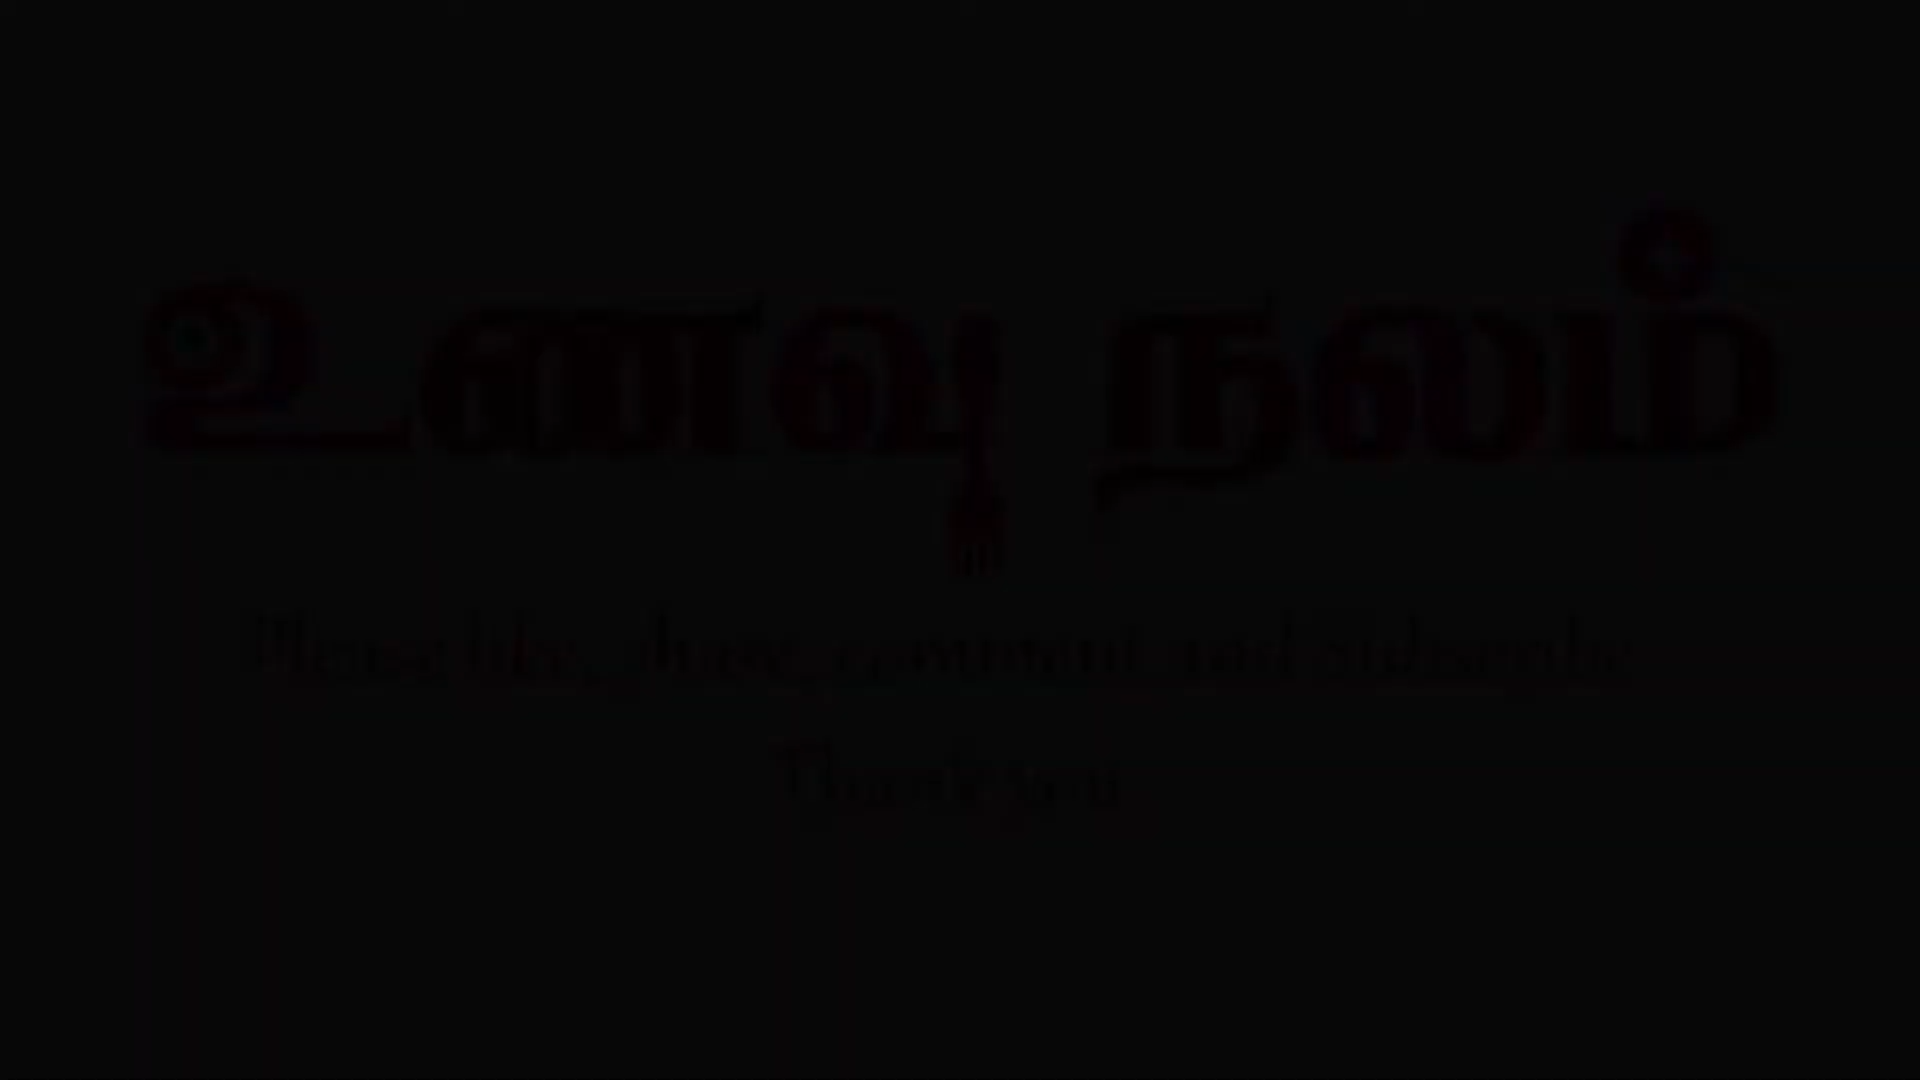 உணவு நலம்
Please like, share, comment and Subscribe
Thank you